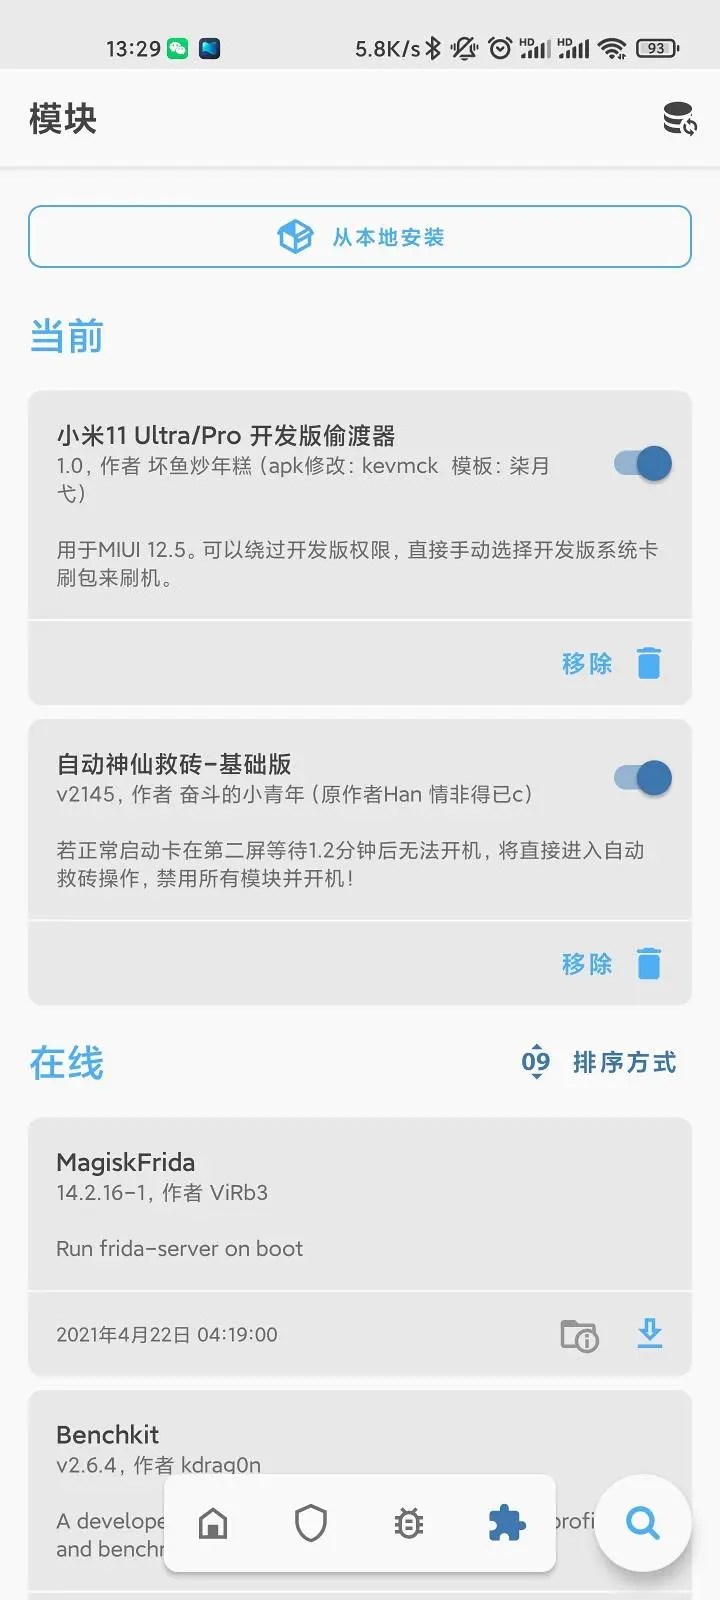 13:29
5.8K/s
HD
HD
93
模块
从本地安装
当前
小米11 Ultra/Pro 开发版偷渡器
1.0, 作者 坏鱼炒年糕 (apk修改: kevmck  模板: 柒月
弋)
用于MIUI 12.5。可以绕过开发版权限, 直接手动选择开发版系统卡
刷包来刷机。
移除
自动神仙救砖-基础版
v2145, 作者 奋斗的小青年 (原作者Han 情非得已c)
若正常启动卡在第二屏等待1.2分钟后无法开机, 将直接进入自动
救砖操作, 禁用所有模块并开机!
移除
在线
09 排序方式
MagiskFrida
14.2.16-1, 作者 ViRb3
Run frida-server on boot
2021年4月22日 04:19:00
Benchkit
v2.6.4, 作者 kdrag0n
A develope
profi
and benchm